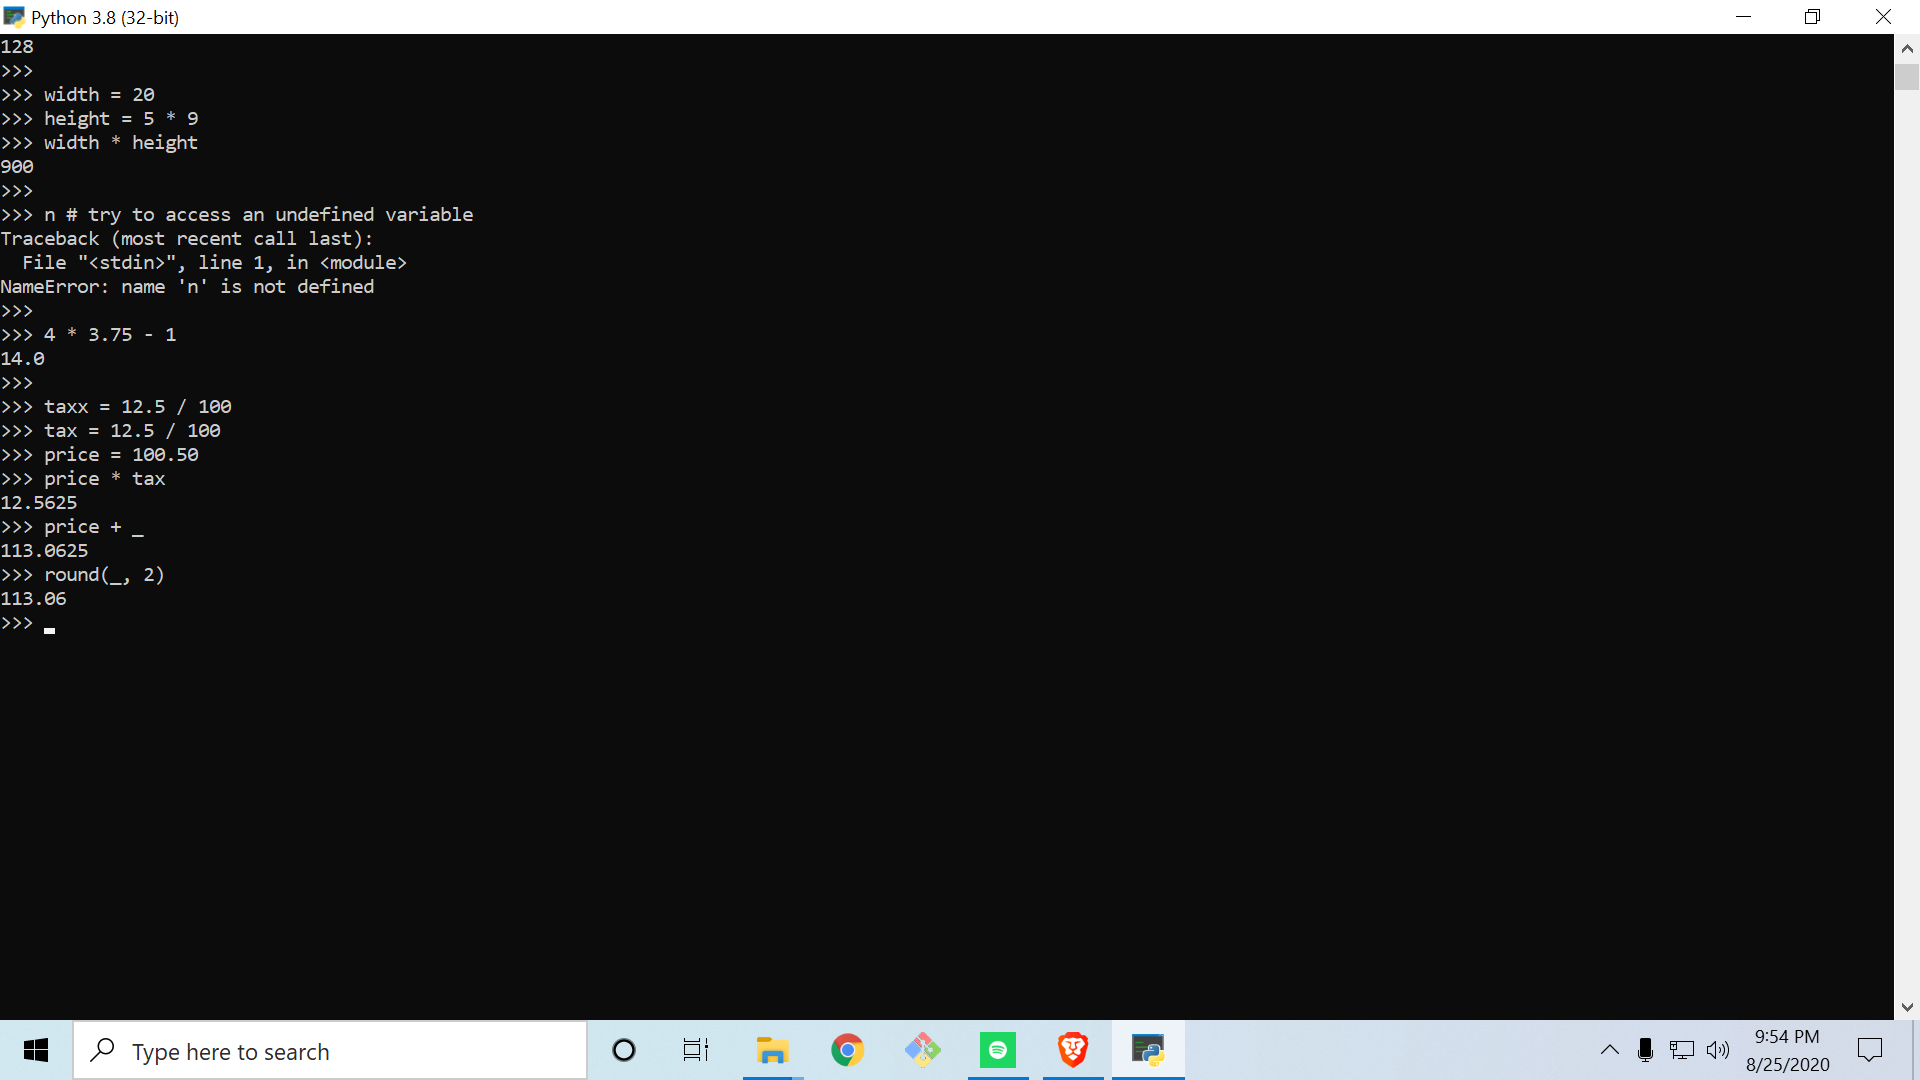 Python 3.8 (32-bit)
128
>>>
>>> width = 20
>>> height = 5 * 9
>>> width * height
900
>>>
>>> n # try to access an undefined variable
Traceback (most recent call last):
  File "<stdin>", line 1, in <module>
NameError: name 'n' is not defined
>>>
>>> 4 * 3.75 - 1
14.0
>>>
>>> taxx = 12.5 / 100
>>> tax = 12.5 / 100
>>> price = 100.50
>>> price * tax
12.5625
>>> price + _
113.0625
>>> round(_, 2)
113.06
>>>
Type here to search
9:54 PM
8/25/2020